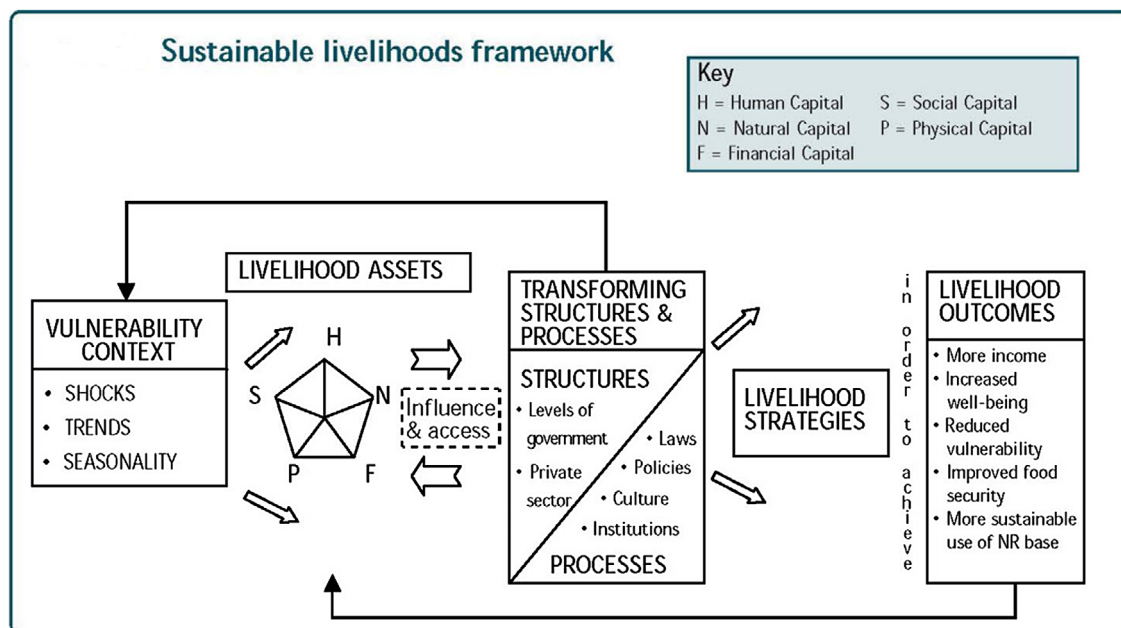 Sustainable livelihoods framework
Key
H = Human Capital
S = Social Capital
N = Natural Capital
P = Physical Capital
F = Financial Capital
LIVELIHOOD ASSETS
VULNERABILITY
CONTEXT
• SHOCKS
• TRENDS
• SEASONALITY
H
S
N
P
F
Influence
& access
TRANSFORMING
STRUCTURES &
PROCESSES
STRUCTURES
• Levels of
government
• Private
sector
• Laws
• Policies
• Culture
• Institutions
PROCESSES
LIVELIHOOD
STRATEGIES
in order to achieve
LIVELIHOOD
OUTCOMES
• More income
• Increased
well-being
• Reduced
vulnerability
• Improved food
security
• More sustainable
use of NR base